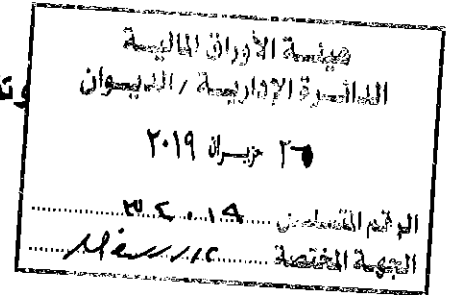 هيئة الأوراق المالية
الدائرة الإدارية / الديوان
٢٦ حزيران ٢٠١٩
الرقم المتسلسل
الجهة المختصة